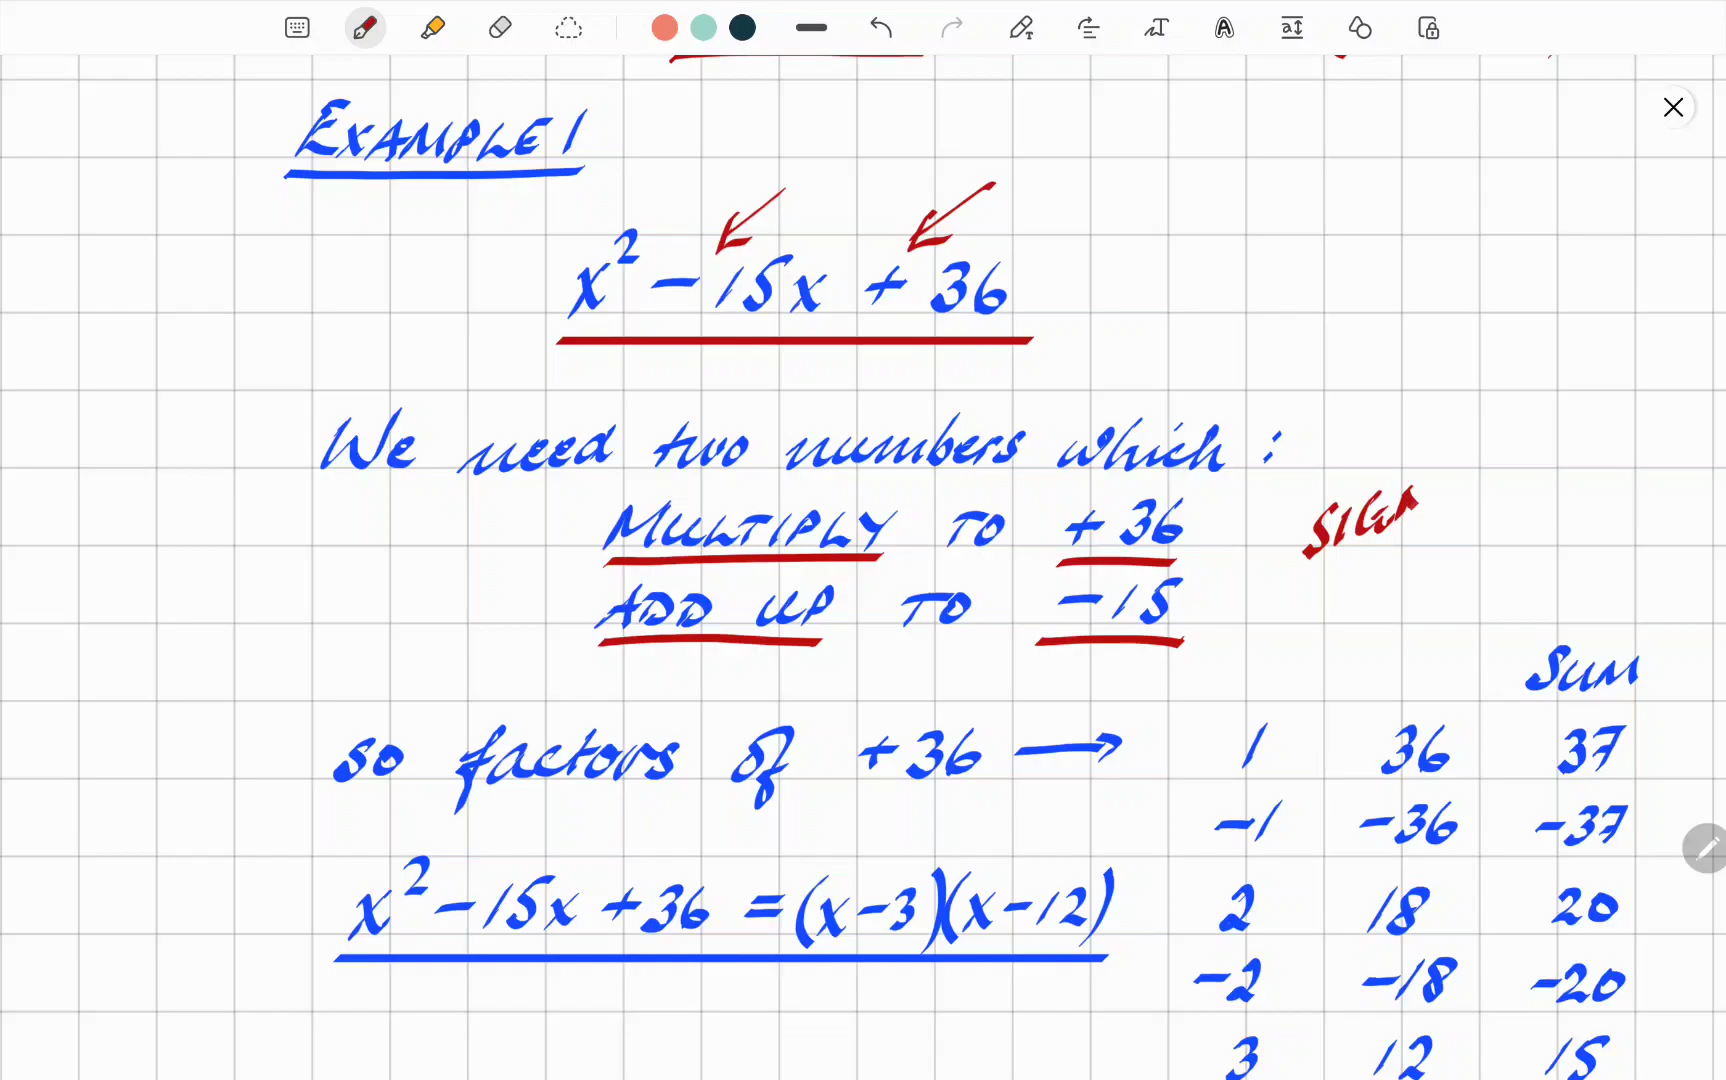 EXAMPLE 1
x² - 15x + 36
We need two numbers which :
MULTIPLY TO + 36
SIGN
ADD UP TO - 15
SUM
so factors of + 36 → 1 36 37
-1 -36 -37
x² - 15x + 36 = (x - 3)(x - 12) 2 18 20
-2 -18 -20
3 12 15